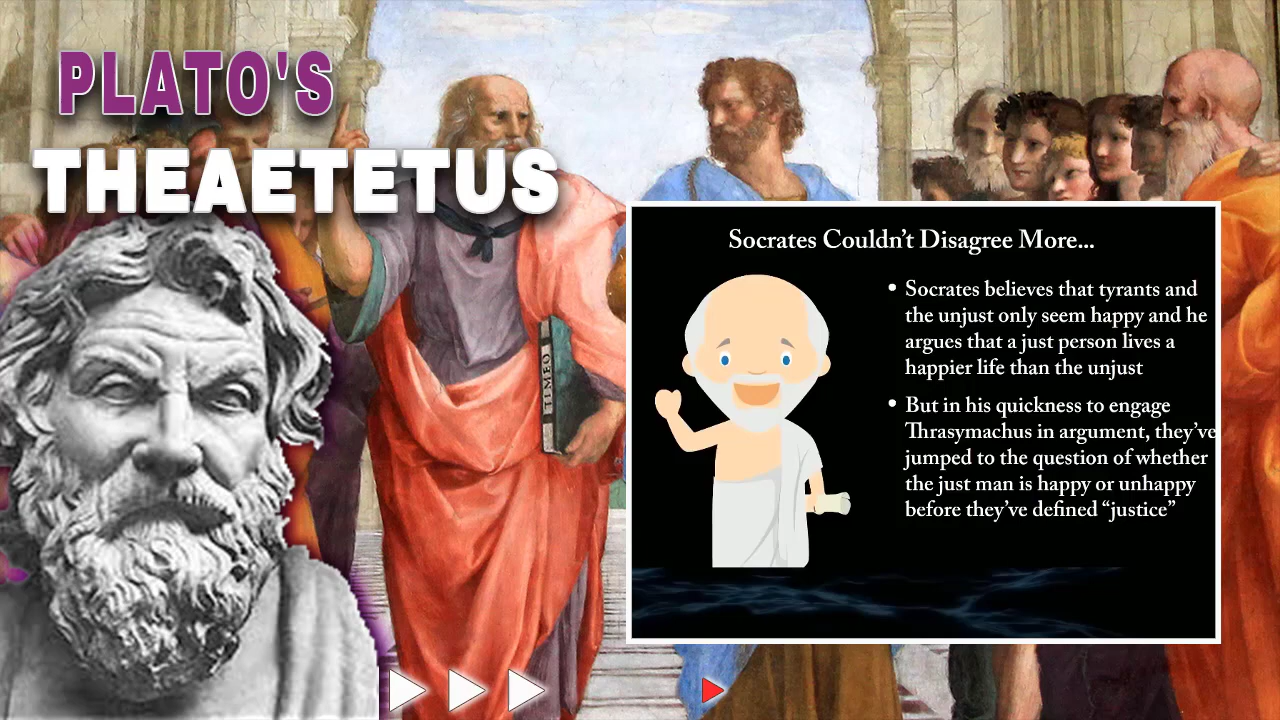 PLATO'S
THEAETETUS
TIMEO
Socrates Couldn't Disagree More...
• Socrates believes that tyrants and
the unjust only seem happy and he
argues that a just person lives a
happier life than the unjust
• But in his quickness to engage
Thrasymachus in argument, they've
jumped to the question of whether
the just man is happy or unhappy
before they've defined “justice”